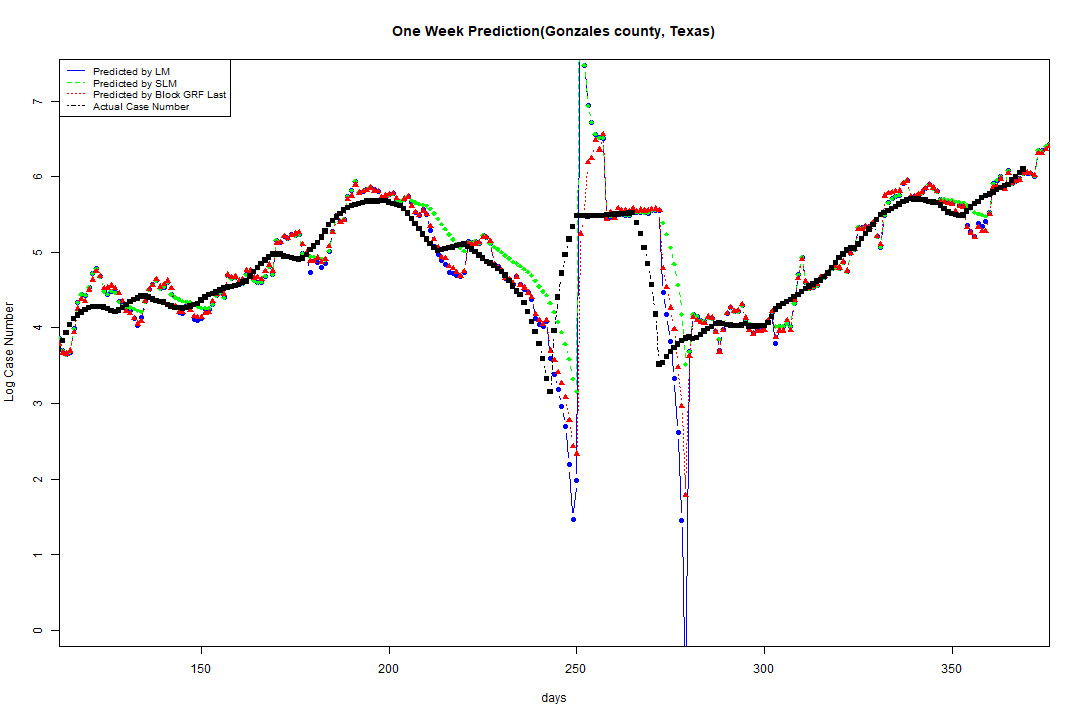 One Week Prediction(Gonzales county, Texas)
Predicted by LM
Predicted by SLM
Predicted by Block GRF Last
Actual Case Number
7
6
5
4
3
2
1
0
Log Case Number
150 200 250 300 350
days